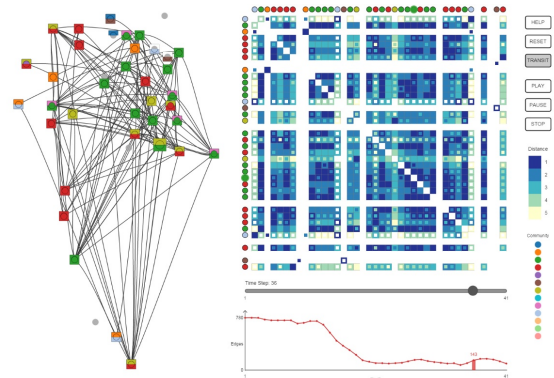 HELP
RESET
TRANSIT
PLAY
PAUSE
STOP
Distance
1
2
3
4
5
Community
Time Step: 36
1
41
Edges
143
1
41